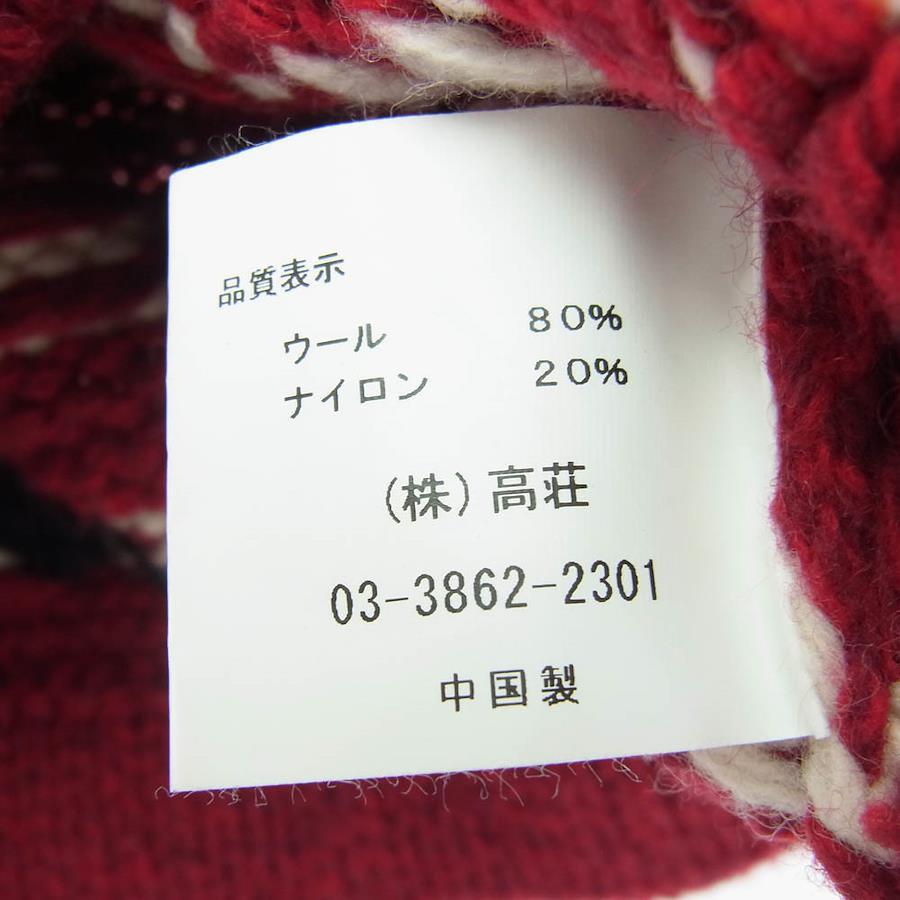 品質表示
ウール 80%
ナイロン 20%
(株)高荘
03-3862-2301
中国製